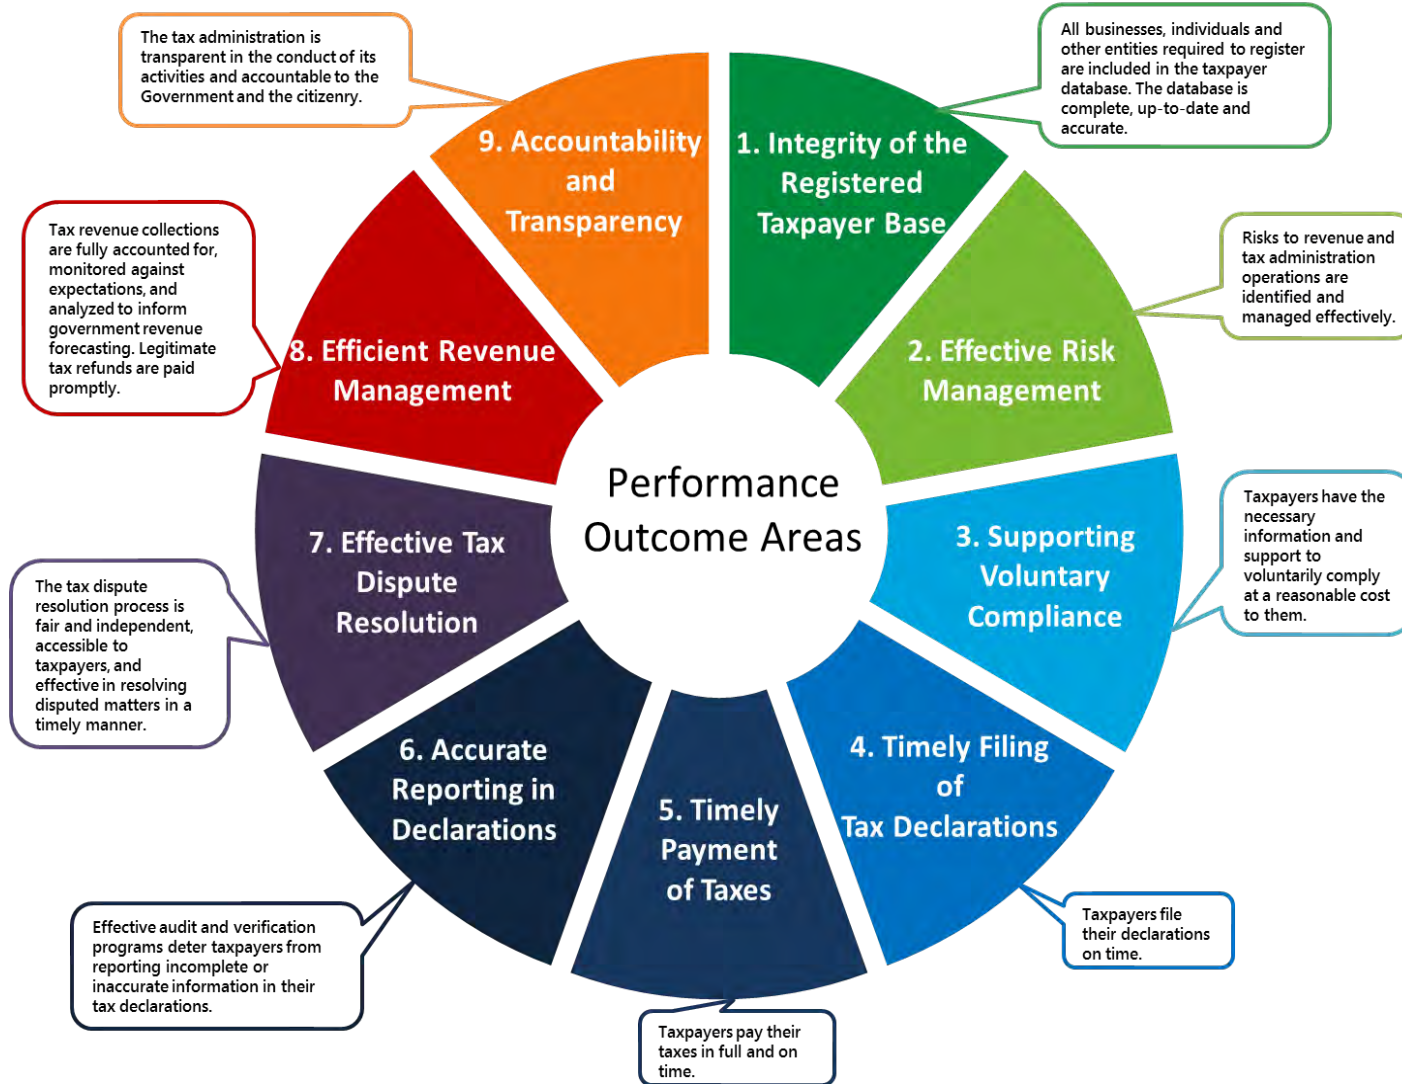 The tax administration is
transparent in the conduct of its
activities and accountable to the
Government and the citizenry.
All businesses, individuals and
other entities required to register
are included in the taxpayer
database. The database is
complete, up-to-date and
accurate.
9. Accountability
and
Transparency
1. Integrity of the
Registered
Taxpayer Base
Tax revenue collections
are fully accounted for,
monitored against
expectations, and
analyzed to inform
government revenue
forecasting. Legitimate
tax refunds are paid
promptly.
8. Efficient Revenue
Management
2. Effective Risk
Management
Risks to revenue and
tax administration
operations are
identified and
managed effectively.
Performance
Outcome Areas
7. Effective Tax
Dispute
Resolution
3. Supporting
Voluntary
Compliance
Taxpayers have the
necessary
information and
support to
voluntarily comply
at a reasonable cost
to them.
The tax dispute
resolution process is
fair and independent,
accessible to
taxpayers, and
effective in resolving
disputed matters in a
timely manner.
6. Accurate
Reporting in
Declarations
5. Timely
Payment
of Taxes
4. Timely Filing
of
Tax Declarations
Effective audit and verification
programs deter taxpayers from
reporting incomplete or
inaccurate information in their
tax declarations.
Taxpayers pay their
taxes in full and on
time.
Taxpayers file
their declarations
on time.